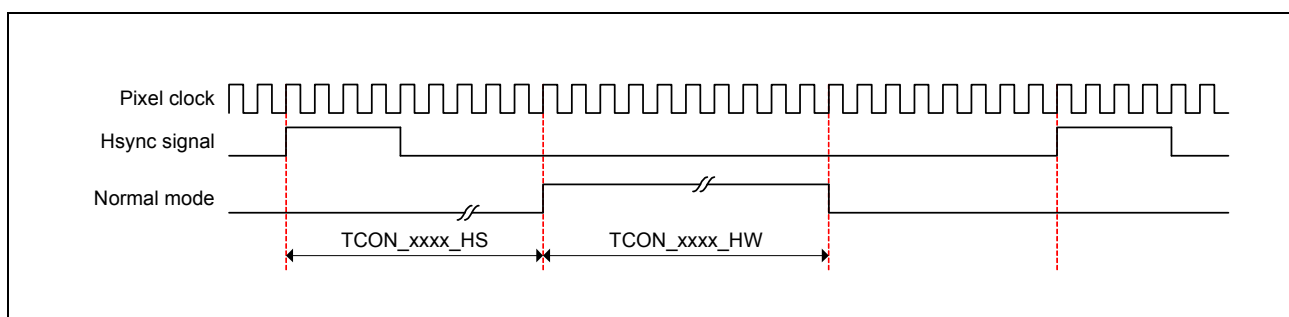 Pixel clock
Hsync signal
Normal mode
TCON_xxxx_HS
TCON_xxxx_HW